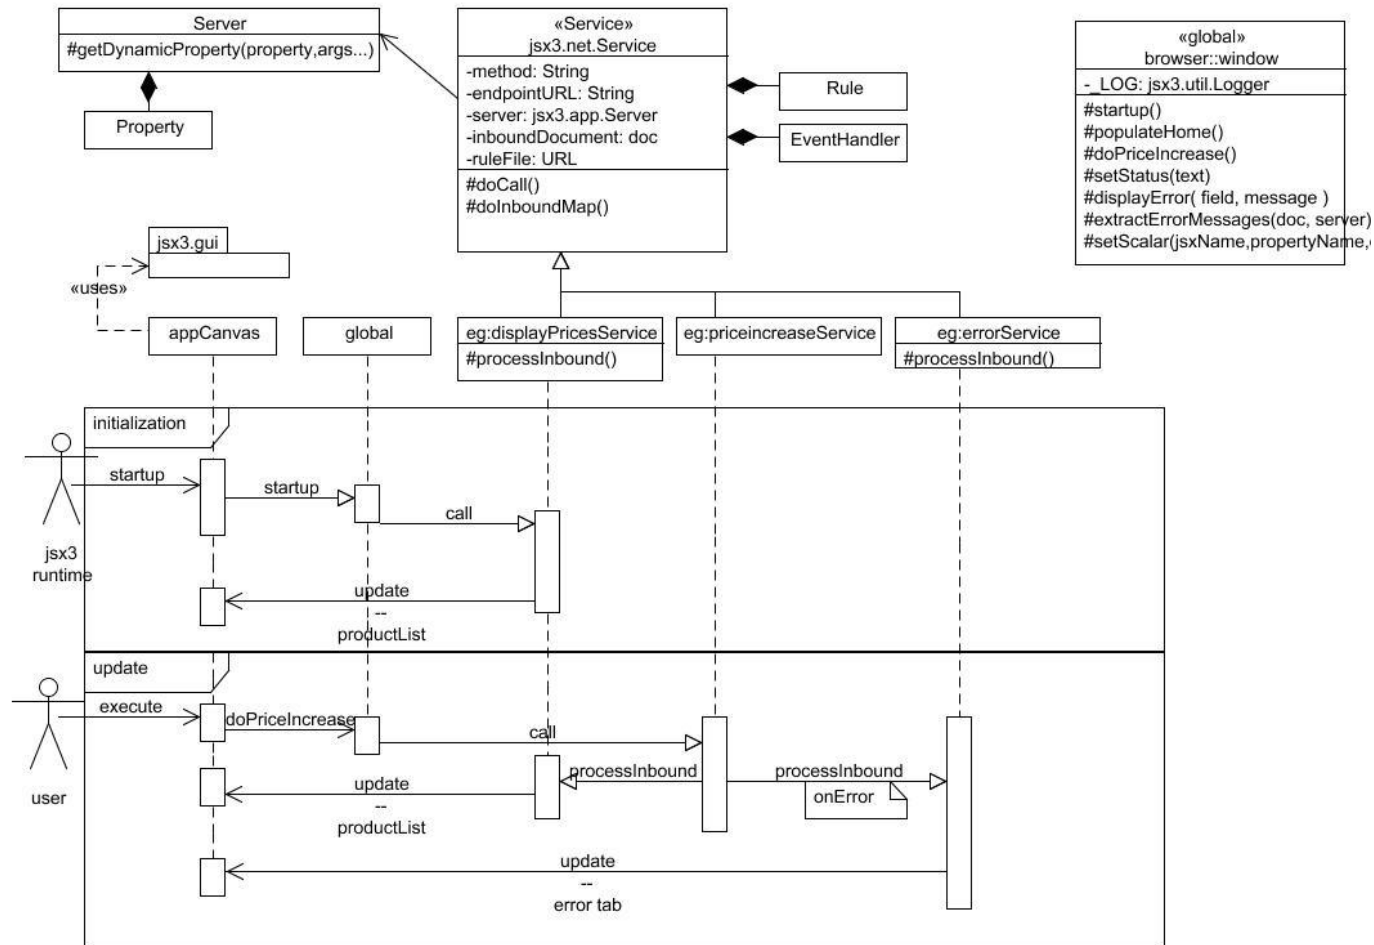 Server
#getDynamicProperty(property,args...)
Property
«Service»
jsx3.net.Service
-method: String
-endpointURL: String
-server: jsx3.app.Server
-inboundDocument: doc
-ruleFile: URL
#doCall()
#doInboundMap()
Rule
EventHandler
«global»
browser::window
-_LOG: jsx3.util.Logger
#startup()
#populateHome()
#doPriceIncrease()
#setStatus(text)
#displayError( field, message )
#extractErrorMessages(doc, server)
#setScalar(jsxName,propertyName,
jsx3.gui
«uses»
appCanvas
global
eg:displayPricesService
#processInbound()
eg:priceincreaseService
eg:errorService
#processInbound()
initialization
startup
startup
call
jsx3
runtime
update
--
productList
update
execute
doPriceIncrease
call
processInbound
processInbound
onError
user
update
--
productList
update
--
error tab